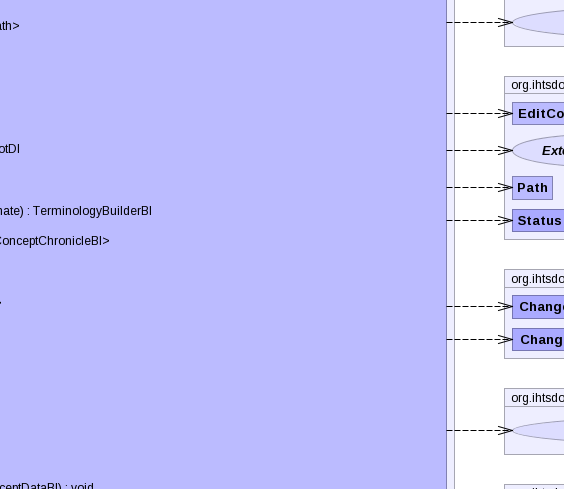 ath>
otDI
nate) : TerminologyBuilderBI
ConceptChronicleBI>
ceptDataBI) : void
org.ihtsdo
EditCo
Exte
Path
Status
org.ihtsdo
Change
Chang
org.ihtsdo